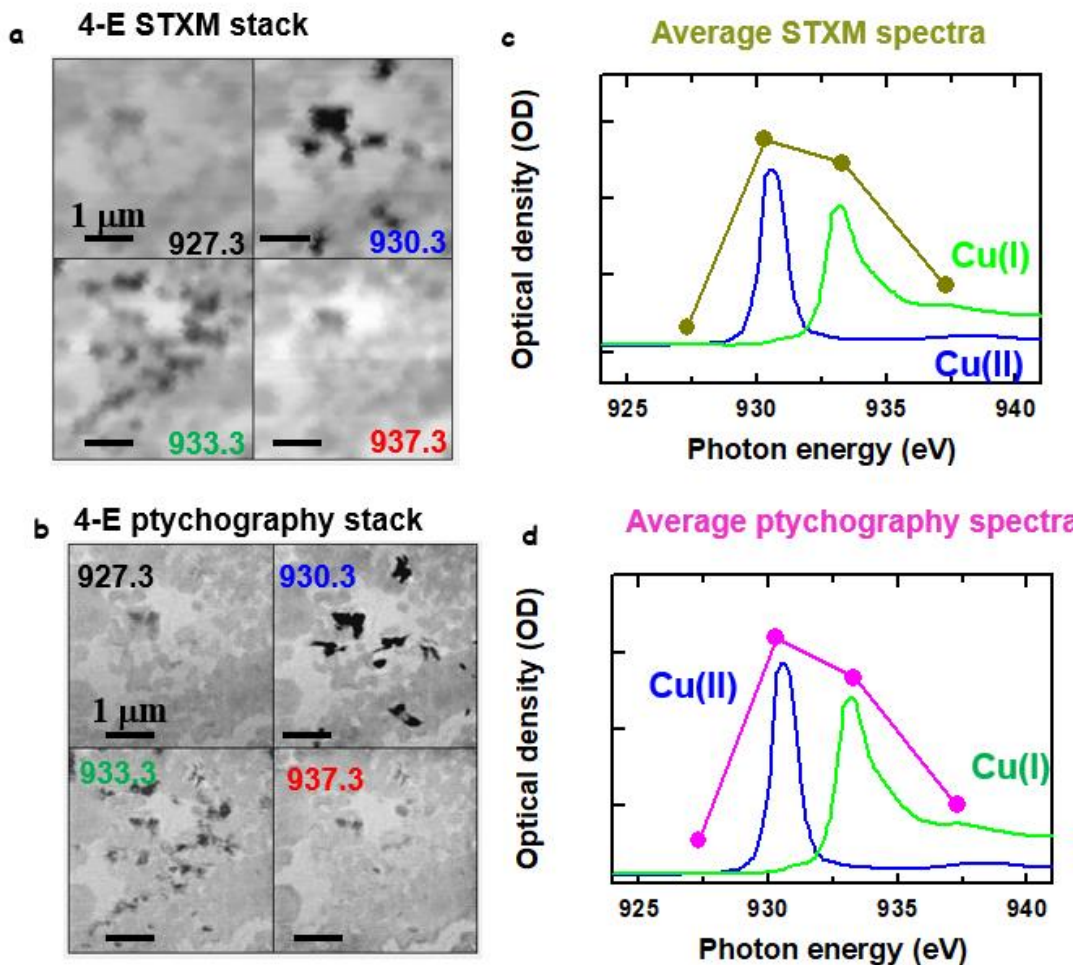 a
4-E STXM stack
1 μm
927.3
930.3
933.3
937.3
c
Average STXM spectra
Optical density (OD)
Cu(I)
Cu(II)
925
930
935
940
Photon energy (eV)
b
4-E ptychography stack
927.3
930.3
1 μm
933.3
937.3
d
Average ptychography spectra
Optical density (OD)
Cu(II)
Cu(I)
925
930
935
940
Photon energy (eV)